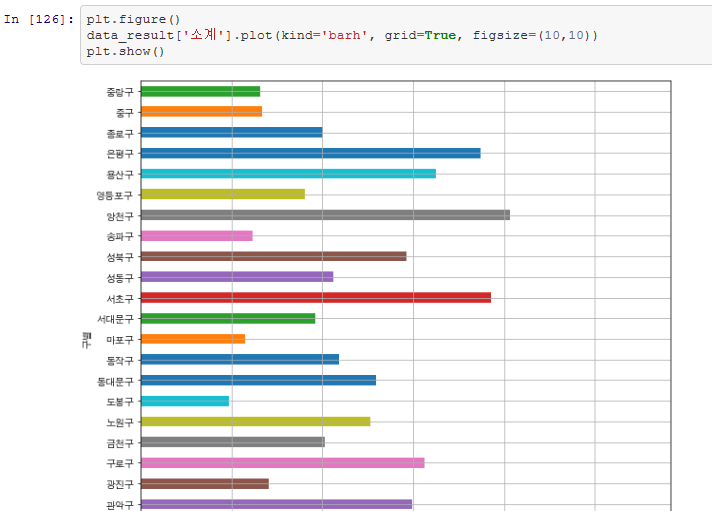 In [126]: plt.figure()
data_result['소계'].plot(kind='barh', grid=True, figsize=(10,10))
plt.show()
중랑구
중구
종로구
은평구
용산구
영등포구
양천구
송파구
성북구
성동구
서초구
서대문구
마포구
동작구
동대문구
도봉구
노원구
금천구
구로구
광진구
관악구
구별